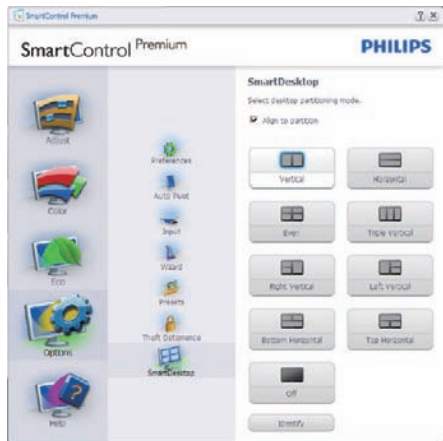 SmartControl Premium
SmartControl Premium
PHILIPS
Adjust
Color
Eco
Options
Help
Preferences
Auto Pivot
Input
Wizard
Presets
Theft Deterrence
SmartDesktop
SmartDesktop
Select desktop partitioning mode.
Align to partition
Vertical
Horizontal
Even
Triple Vertical
Right Vertical
Left Vertical
Bottom Horizontal
Top Horizontal
Off
Identify